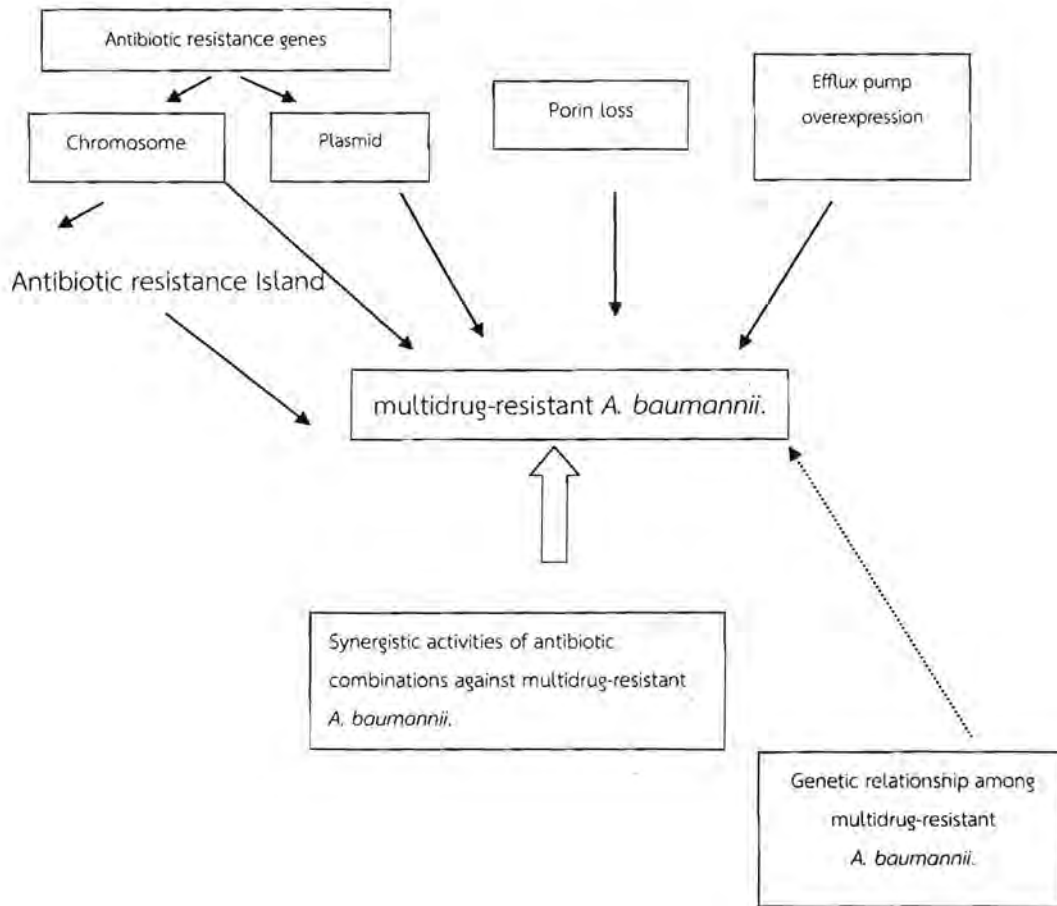 Antibiotic resistance genes
Chromosome
Plasmid
Porin loss
Efflux pump
overexpression
Antibiotic resistance Island
multidrug-resistant A. baumannii.
Synergistic activities of antibiotic
combinations against multidrug-resistant
A. baumannii.
Genetic relationship among
multidrug-resistant
A. baumannii.